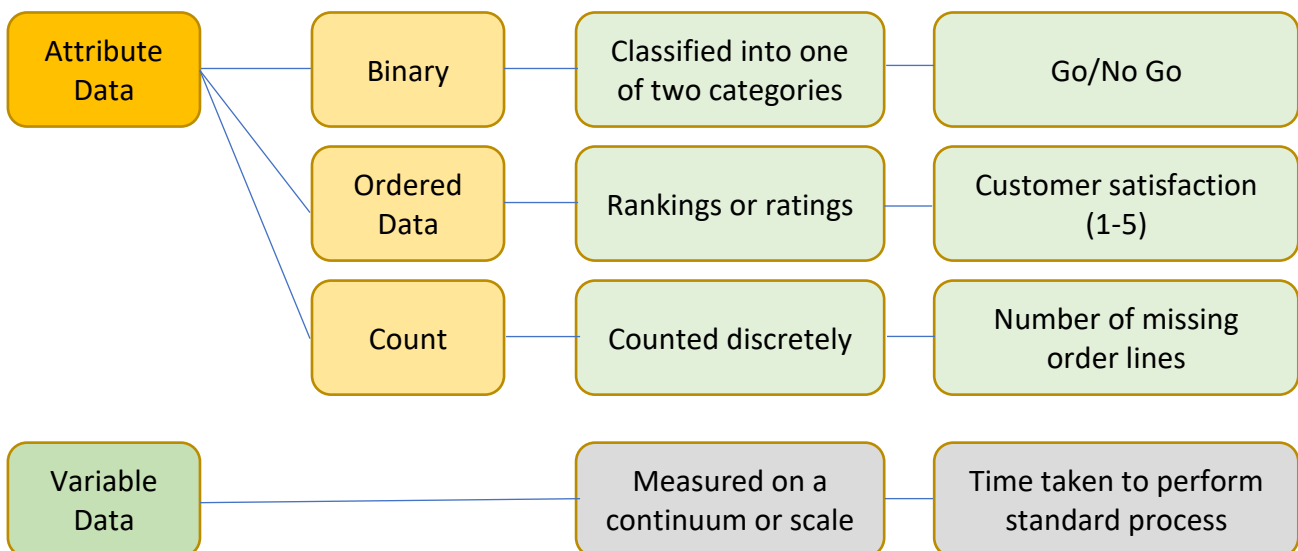 Attribute
Data
Binary
Classified into one
of two categories
Go/No Go
Ordered
Data
Rankings or ratings
Customer satisfaction
(1-5)
Count
Counted discretely
Number of missing
order lines
Variable
Data
Measured on a
continuum or scale
Time taken to perform
standard process